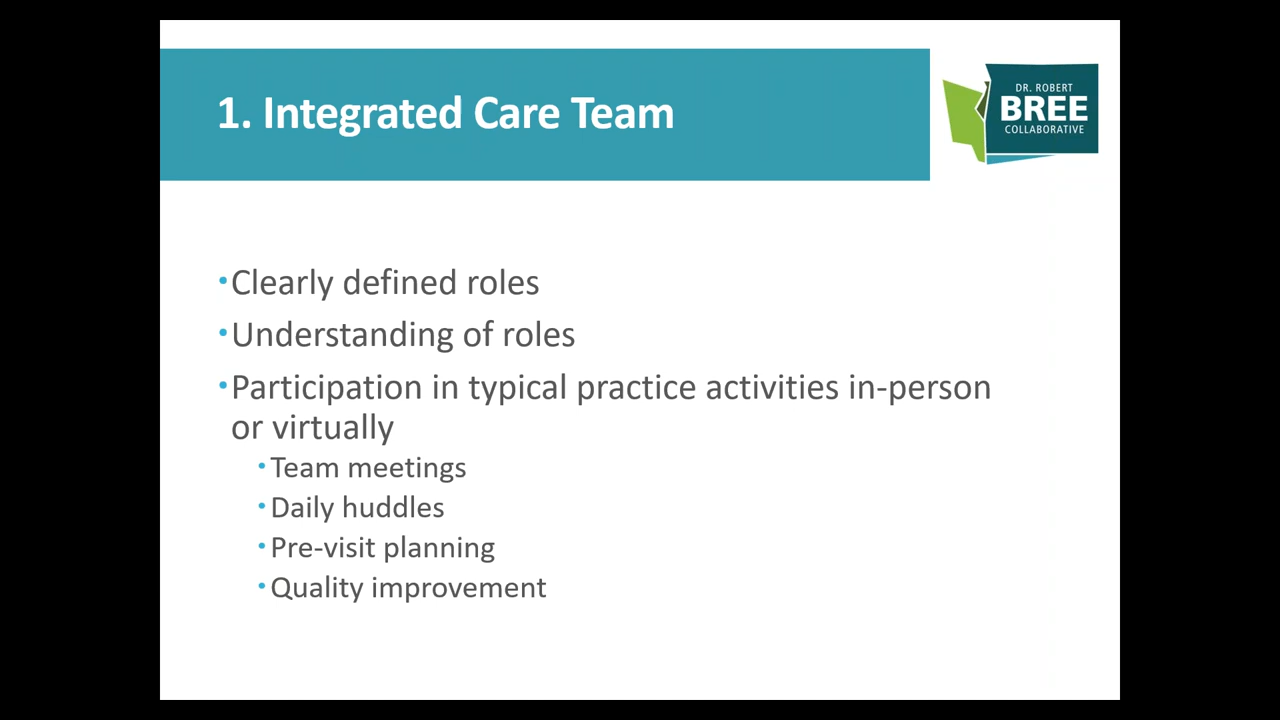 1. Integrated Care Team
DR. ROBERT
BREE
COLLABORATIVE
•Clearly defined roles
•Understanding of roles
•Participation in typical practice activities in-person
or virtually
•Team meetings
•Daily huddles
•Pre-visit planning
•Quality improvement